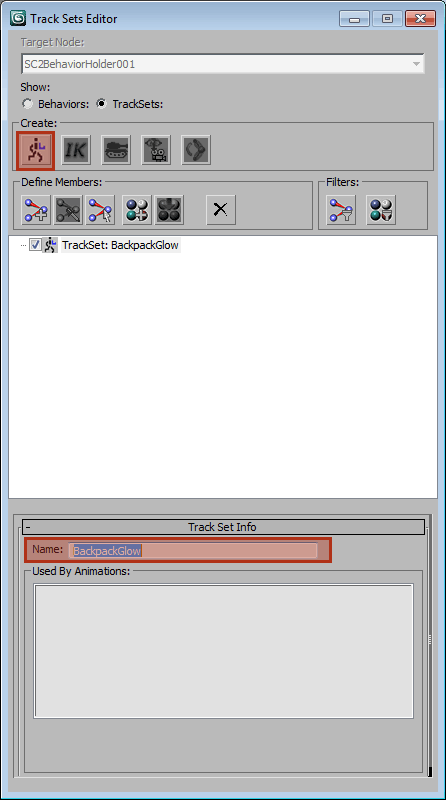 Track Sets Editor
Target Node:
SC2BehaviorHolder001
Show:
Behaviors: TrackSets:
Create:
IK
Define Members: Filters:
TrackSet: BackpackGlow
- Track Set Info
Name: BackpackGlow
Used By Animations: